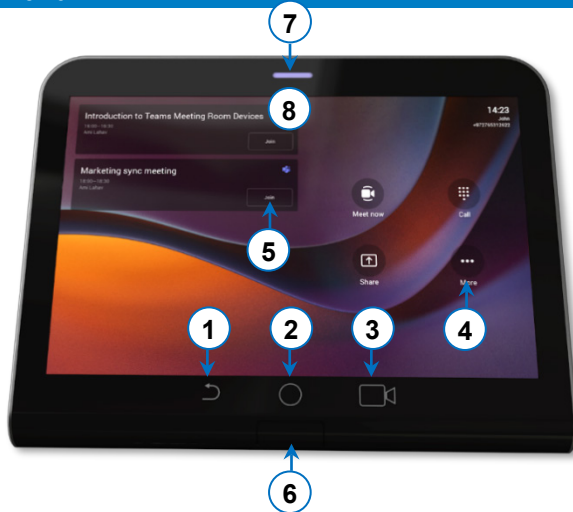 7
8
Introduction to Teams Meeting Room Devices
Join
14:23
John
Marketing sync meeting
Join
Meet now
Call
5
Share
More
1
2
3
4
6